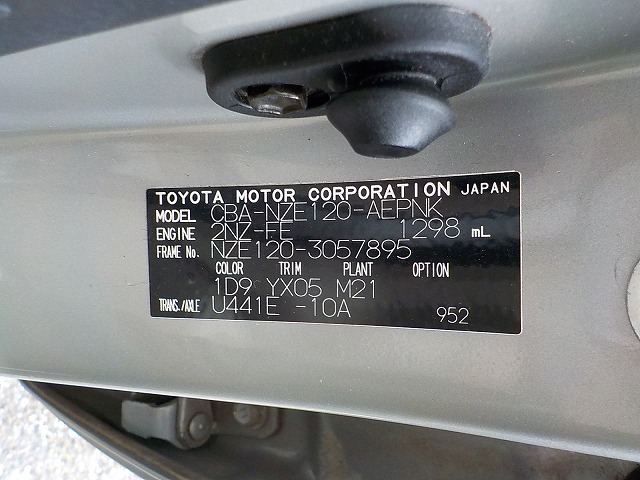 TOYOTA MOTOR CORPORATION JAPAN
MODEL CBA-NZE120-AEPNK
ENGINE 2NZ-FE 1298 mL
FRAME No. NZE120-3057895
COLOR TRIM PLANT OPTION
1D9 YX05 M21
TRANS./AXLE U441E -10A 952